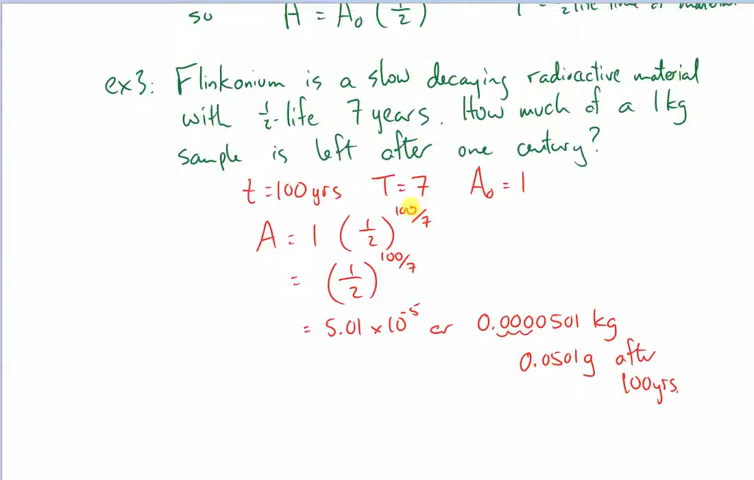 so A = A₀ (1/2)
ex3: Flinkonium is a slow decaying radioactive material
with 1/2-life 7 years. How much of a 1kg
sample is left after one century?
t=100yrs T=7 A₀=1
A = 1 (1/2)^100/7
= (1/2)^100/7
= 5.01 × 10^-5 or 0.0000501 kg
0.0501g after
100yrs.